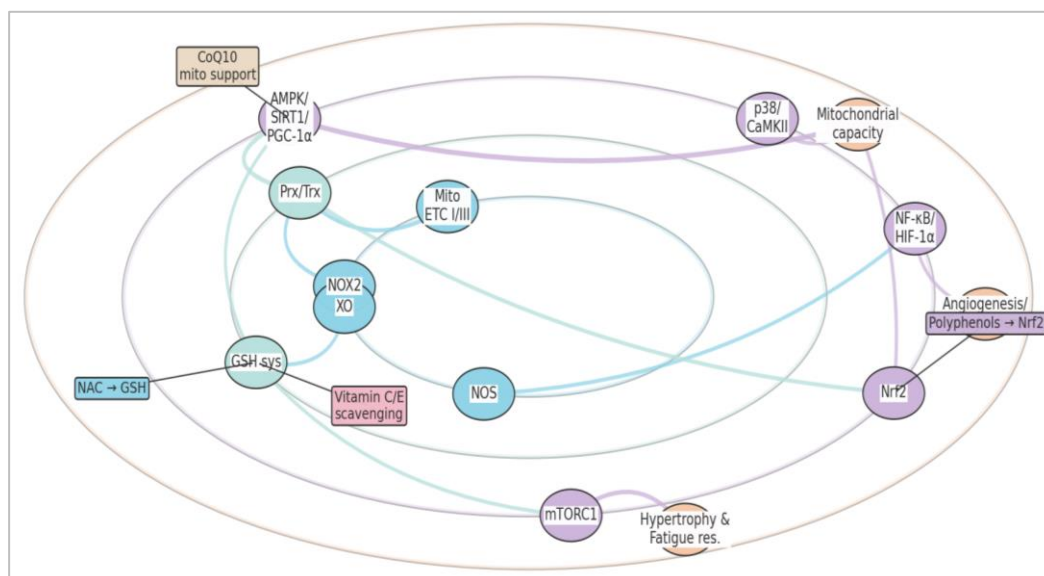 CoQ10
mito support
AMPK/
SIRT1/
PGC-1α
p38/
CaMKII
Mitochondrial
capacity
Prx/Trx
Mito
ETC I/III
NF-κB/
HIF-1α
NOX2
XO
Angiogenesis/
Polyphenols → Nrf2
GSH sys
NAC → GSH
Vitamin C/E
scavenging
NOS
Nrf2
mTORC1
Hypertrophy &
Fatigue res.